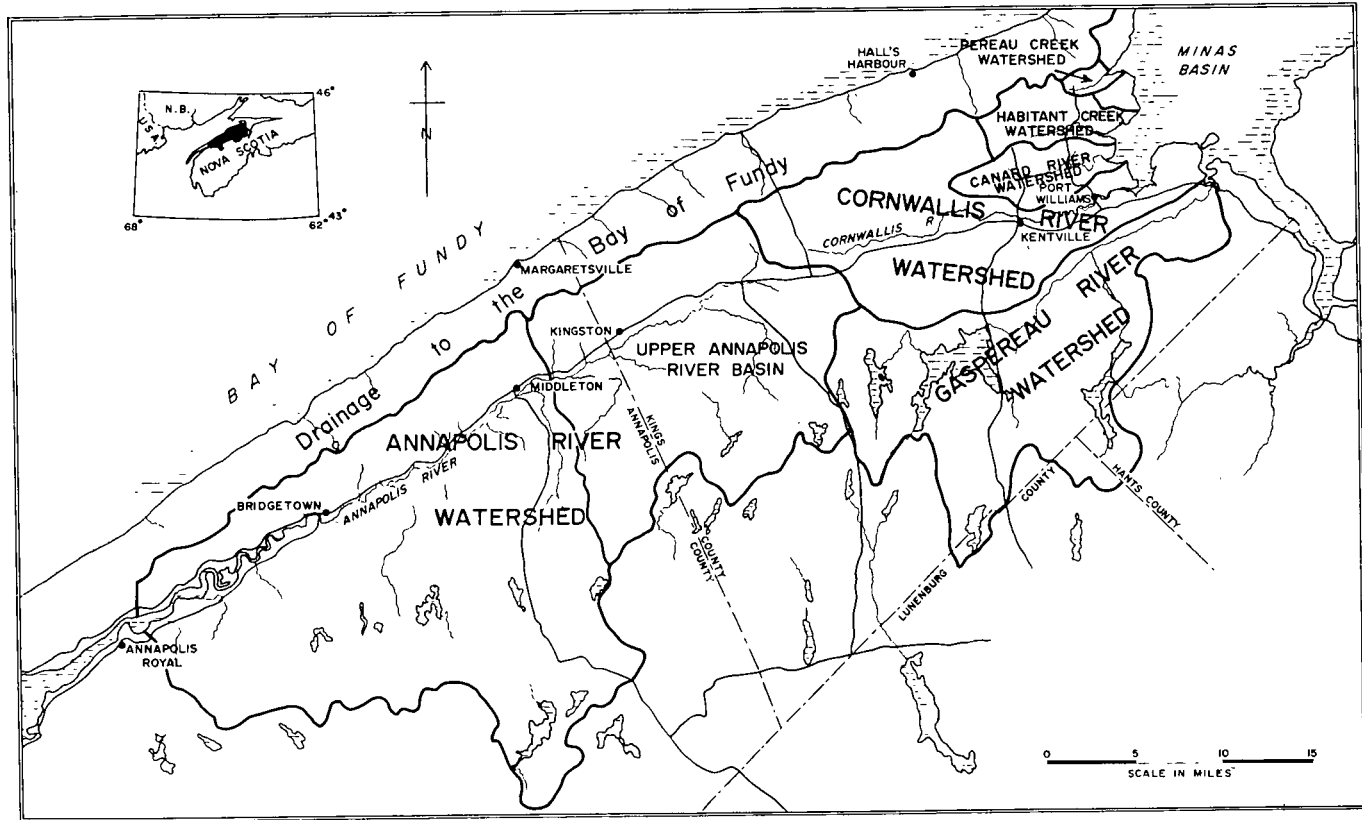 HALL'S
HARBOUR
PEREAU CREEK
WATERSHED
MINAS
BASIN
46°
N.B.
USA
NOVA SCOTIA
68°
62°
43°
N
HABITANT CREEK
WATERSHED
CANARD RIVER
WATERSHED
PORT
WILLIAMS
CORNWALLIS RIVER
WATERSHED
CORNWALLIS R
KENTVILLE
BAY OF FUNDY
Drainage to the Bay of Fundy
MARGARETSVILLE
KINGSTON
UPPER ANNAPOLIS
RIVER BASIN
GASPEREAU RIVER
WATERSHED
MIDDLETON
KINGS COUNTY
ANNAPOLIS COUNTY
ANNAPOLIS RIVER
WATERSHED
ANNAPOLIS RIVER
BRIDGETOWN
HANTS COUNTY
LUNENBURG COUNTY
ANNAPOLIS
ROYAL
0 5 10 15
SCALE IN MILES